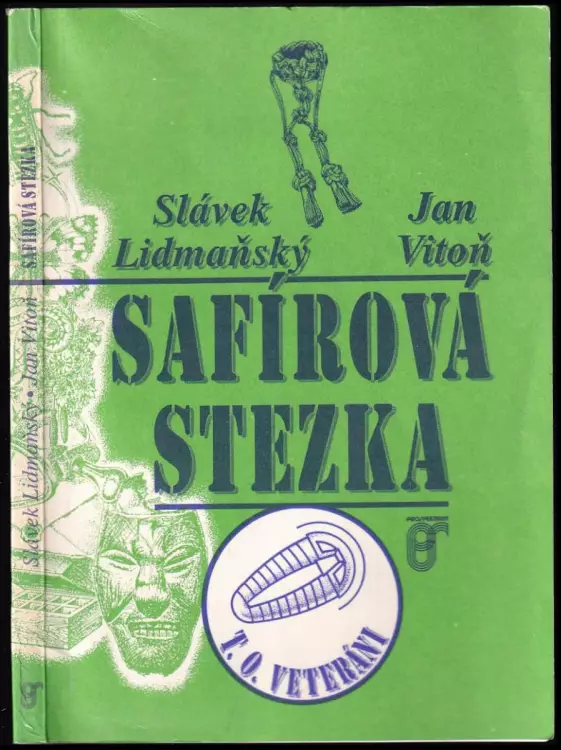 Slávek
Lidmaňský
Jan
Vitoň
SAFÍROVÁ
STEZKA
T. O. VETERÁNI
Slávek Lidmaňský • Jan Vitoň SAFÍROVÁ STEZKA